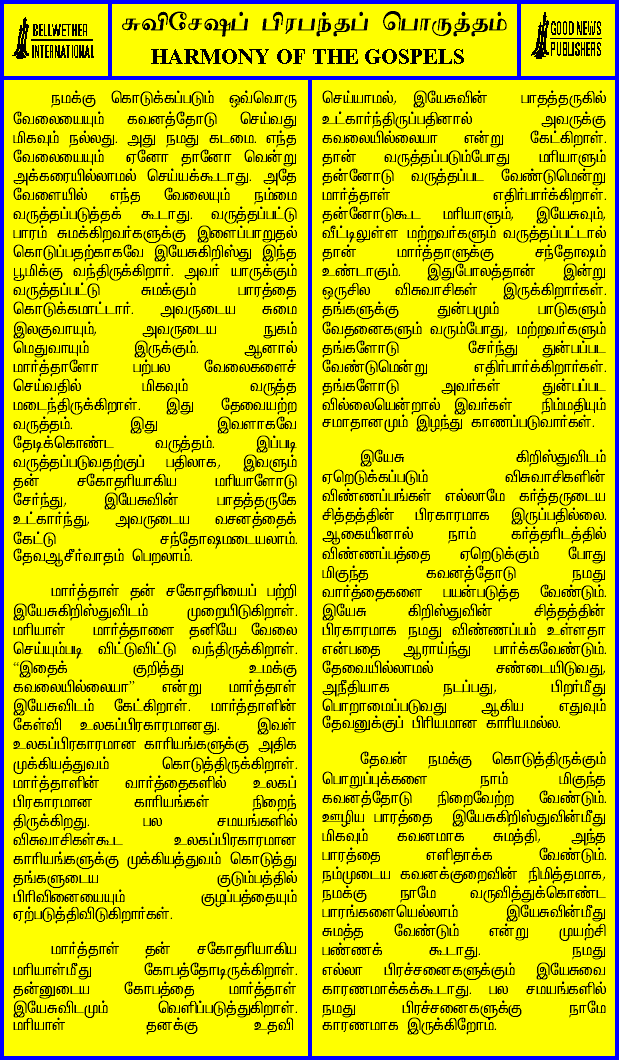 BELLWETHER
INTERNATIONAL
சுவிசேஷப் பிரபந்தப் பொருத்தம்
HARMONY OF THE GOSPELS
GOOD NEWS
PUBLISHERS
நமக்கு கொடுக்கப்படும் ஒவ்வொரு
வேலையையும் கவனத்தோடு செய்வது
மிகவும் நல்லது. அது நமது கடமை. எந்த
வேலையையும் ஏனோ தானோ வென்று
அக்கரையில்லாமல் செய்யக்கூடாது. அதே
வேளையில் எந்த வேலையும் நம்மை
வருத்தப்படுத்தக் கூடாது. வருத்தப்பட்டு
பாரம் சுமக்கிறவர்களுக்கு இளைப்பாறுதல்
கொடுப்பதற்காகவே இயேசுகிறிஸ்து இந்த
பூமிக்கு வந்திருக்கிறார். அவர் யாருக்கும்
வருத்தப்பட்டு சுமக்கும் பாரத்தை
கொடுக்கமாட்டார். அவருடைய சுமை
இலகுவாயும், அவருடைய நுகம்
மெதுவாயும் இருக்கும். ஆனால்
மார்த்தாளோ பற்பல வேலைகளைச்
செய்வதில் மிகவும் வருத்த
மடைந்திருக்கிறாள். இது தேவையற்ற
வருத்தம். இது இவளாகவே
தேடிக்கொண்ட வருத்தம். இப்படி
வருத்தப்படுவதற்குப் பதிலாக, இவளும்
தன் சகோதரியாகிய மரியாளோடு
சேர்ந்து, இயேசுவின் பாதத்தருகே
உட்கார்ந்து, அவருடைய வசனத்தைக்
கேட்டு சந்தோஷமடையலாம்.
தேவஆசீர்வாதம் பெறலாம்.
மார்த்தாள் தன் சகோதரியைப் பற்றி
இயேசுகிறிஸ்துவிடம் முறையிடுகிறாள்.
மரியாள் மார்த்தாளை தனியே வேலை
செய்யும்படி விட்டுவிட்டு வந்திருக்கிறாள்.
“இதைக் குறித்து உமக்கு
கவலையில்லையா” என்று மார்த்தாள்
இயேசுவிடம் கேட்கிறாள். மார்த்தாளின்
கேள்வி உலகப்பிரகாரமானது. இவள்
உலகப்பிரகாரமான காரியங்களுக்கு அதிக
முக்கியத்துவம் கொடுத்திருக்கிறாள்.
மார்த்தாளின் வார்த்தைகளில் உலகப்
பிரகாரமான காரியங்கள் நிறைந்
திருக்கிறது. பல சமயங்களில்
விசுவாசிகள்கூட உலகப்பிரகாரமான
காரியங்களுக்கு முக்கியத்துவம் கொடுத்து
தங்களுடைய குடும்பத்தில்
பிரிவினையையும் குழப்பத்தையும்
ஏற்படுத்திவிடுகிறார்கள்.
மார்த்தாள் தன் சகோதரியாகிய
மரியாள்மீது கோபத்தோடிருக்கிறாள்.
தன்னுடைய கோபத்தை மார்த்தாள்
இயேசுவிடமும் வெளிப்படுத்துகிறாள்.
மரியாள் தனக்கு உதவி
செய்யாமல், இயேசுவின் பாதத்தருகில்
உட்கார்ந்திருப்பதினால் அவருக்கு
கவலையில்லையா என்று கேட்கிறாள்.
தான் வருத்தப்படும்போது மரியாளும்
தன்னோடு வருத்தப்பட வேண்டுமென்று
மார்த்தாள் எதிர்பார்க்கிறாள்.
தன்னோடுகூட மரியாளும், இயேசுவும்,
வீட்டிலுள்ள மற்றவர்களும் வருத்தப்பட்டால்
தான் மார்த்தாளுக்கு சந்தோஷம்
உண்டாகும். இதுபோலத்தான் இன்று
ஒருசில விசுவாசிகள் இருக்கிறார்கள்.
தங்களுக்கு துன்பமும் பாடுகளும்
வேதனைகளும் வரும்போது, மற்றவர்களும்
தங்களோடு சேர்ந்து துன்பப்பட
வேண்டுமென்று எதிர்பார்க்கிறார்கள்.
தங்களோடு அவர்கள் துன்பப்பட
வில்லையென்றால் இவர்கள் நிம்மதியும்
சமாதானமும் இழந்து காணப்படுவார்கள்.
இயேசு கிறிஸ்துவிடம்
ஏறெடுக்கப்படும் விசுவாசிகளின்
விண்ணப்பங்கள் எல்லாமே கர்த்தருடைய
சித்தத்தின் பிரகாரமாக இருப்பதில்லை.
ஆகையினால் நாம் கர்த்தரிடத்தில்
விண்ணப்பத்தை ஏறெடுக்கும் போது
மிகுந்த கவனத்தோடு நமது
வார்த்தைகளை பயன்படுத்த வேண்டும்.
இயேசு கிறிஸ்துவின் சித்தத்தின்
பிரகாரமாக நமது விண்ணப்பம் உள்ளதா
என்பதை ஆராய்ந்து பார்க்கவேண்டும்.
தேவையில்லாமல் சண்டையிடுவது,
அநீதியாக நடப்பது, பிறர்மீது
பொறாமைப்படுவது ஆகிய எதுவும்
தேவனுக்குப் பிரியமான காரியமல்ல.
தேவன் நமக்கு கொடுத்திருக்கும்
பொறுப்புக்களை நாம் மிகுந்த
கவனத்தோடு நிறைவேற்ற வேண்டும்.
ஊழிய பாரத்தை இயேசுகிறிஸ்துவின்மீது
மிகவும் கவனமாக சுமத்தி, அந்த
பாரத்தை எளிதாக்க வேண்டும்.
நம்முடைய கவனக்குறைவின் நிமித்தமாக,
நமக்கு நாமே வருவித்துக்கொண்ட
பாரங்களையெல்லாம் இயேசுவின்மீது
சுமத்த வேண்டும் என்று முயற்சி
பண்ணக் கூடாது. நமது
எல்லா பிரச்சனைகளுக்கும் இயேசுவை
காரணமாக்கக்கூடாது. பல சமயங்களில்
நமது பிரச்சனைகளுக்கு நாமே
காரணமாக இருக்கிறோம்.